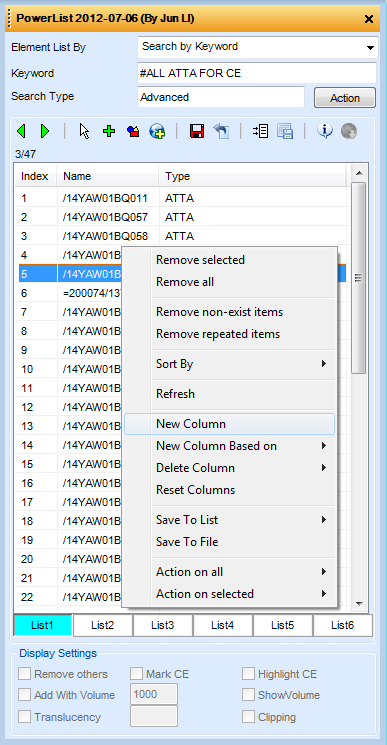 PowerList 2012-07-06 (By Jun LI)
Element List By Search by Keyword
Keyword #ALL ATTA FOR CE
Search Type Advanced Action
3/47
Index Name Type
1 /14YAW01BQ011 ATTA
2 /14YAW01BQ057 ATTA
3 /14YAW01BQ058 ATTA
4 /14YAW01B
5 /14YAW01B
6 =200074/13
7 /14YAW01B
8 /14YAW01B
9 /14YAW01B
10 /14YAW01B
11 /14YAW01B
12 /14YAW01B
13 /14YAW01B
14 /14YAW01B
15 /14YAW01B
16 /14YAW01B
17 /14YAW01B
18 /14YAW01B
19 /14YAW01B
20 /14YAW01B
21 /14YAW01B
22 /14YAW01B
Remove selected
Remove all
Remove non-exist items
Remove repeated items
Sort By
Refresh
New Column
New Column Based on
Delete Column
Reset Columns
Save To List
Save To File
Action on all
Action on selected
List1 List2 List3 List4 List5 List6
Display Settings
Remove others Mark CE Highlight CE
Add With Volume 1000 ShowVolume
Translucency Clipping